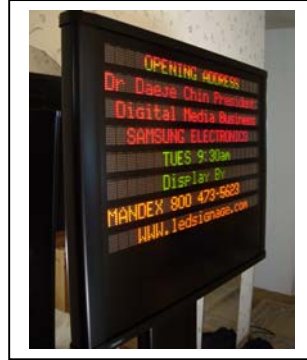 OPENING ADDRESS
Dr Daeje Chin President
Digital Media Business
SAMSUNG ELECTRONICS
TUES 9:30am
Display By
MANDEX 800 473-5623
WWW.ledsignage.com